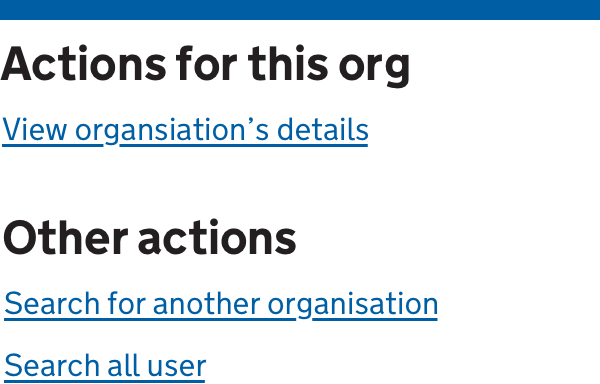 Actions for this org
View organsiation’s details
Other actions
Search for another organisation
Search all user